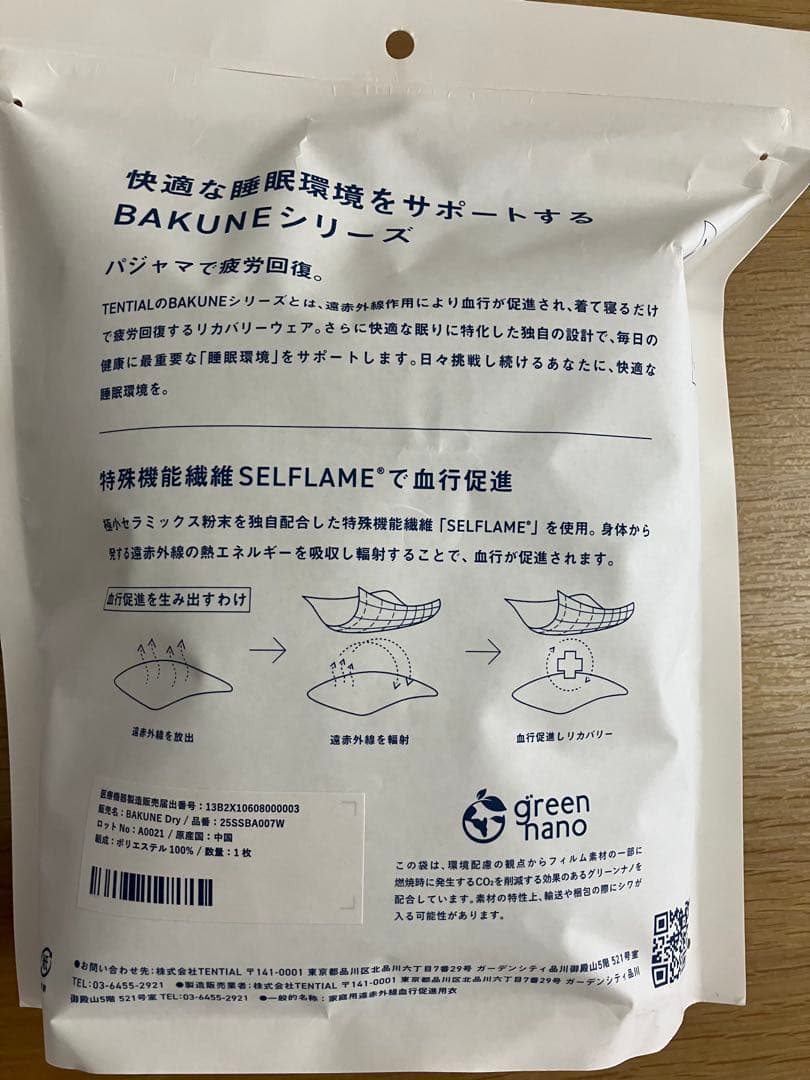 快適な睡眠環境をサポートする
BAKUNEシリーズ
パジャマで疲労回復。
TENTIALのBAKUNEシリーズとは、遠赤外線作用により血行が促進され、着て寝るだけ
で疲労回復するリカバリーウェア。さらに快適な眠りに特化した独自の設計で、毎日の
健康に最重要な「睡眠環境」をサポートします。日々挑戦し続けるあなたに、快適な
睡眠環境を。
特殊機能繊維SELFLAME®で血行促進
極小セラミックス粉末を独自配合した特殊機能繊維「SELFLAME®」を使用。身体から
発する遠赤外線の熱エネルギーを吸収し輻射することで、血行が促進されます。
血行促進を生み出すわけ
遠赤外線を放出
遠赤外線を輻射
血行促進しリカバリー
医療機器製造販売届出番号：13B2X10608000003
販売名：BAKUNE Dry / 品番：25SSBA007W
ロットNo：A0021 / 原産国：中国
組成：ポリエステル100% / 数量：1枚
green
nano
この袋は、環境配慮の観点からフィルム素材の一部に
燃焼時に発生するCO₂を削減する効果のあるグリーンナノを
配合しています。素材の特性上、輸送や梱包の際にシワが
入る可能性があります。
●お問い合わせ先：株式会社TENTIAL 〒141-0001 東京都品川区北品川六丁目7番29号 ガーデンシティ品川御殿山5階 521号室
TEL:03-6455-2921 ●製造販売業者：株式会社TENTIAL 〒141-0001 東京都品川区北品川六丁目7番29号 ガーデンシティ品川
御殿山5階 521号室 TEL:03-6455-2921 ●一般的名称：家庭用遠赤外線血行促進用衣